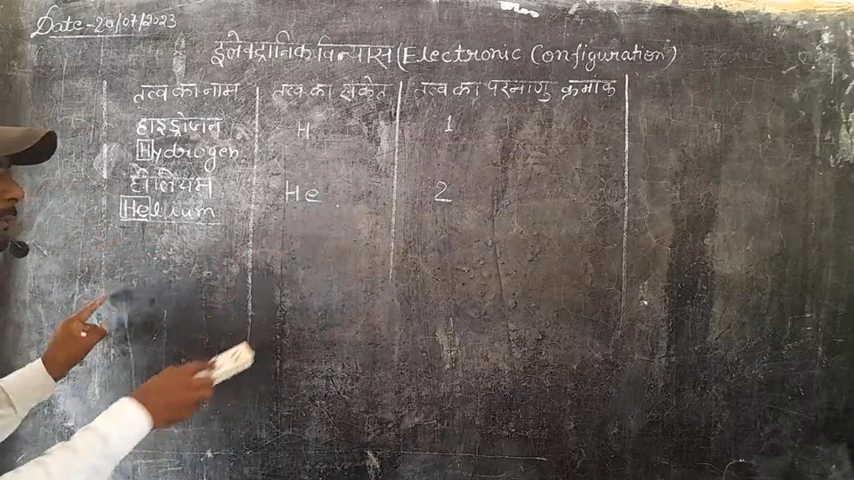 Date-20/07/2023
इलेक्ट्रानिक विन्यास (Electronic Configuration)
तत्व का नाम तत्व का संकेत तत्व का परमाणु क्रमांक
हाइड्रोजन H 1
Hydrogen
हीलियम He 2
Helium